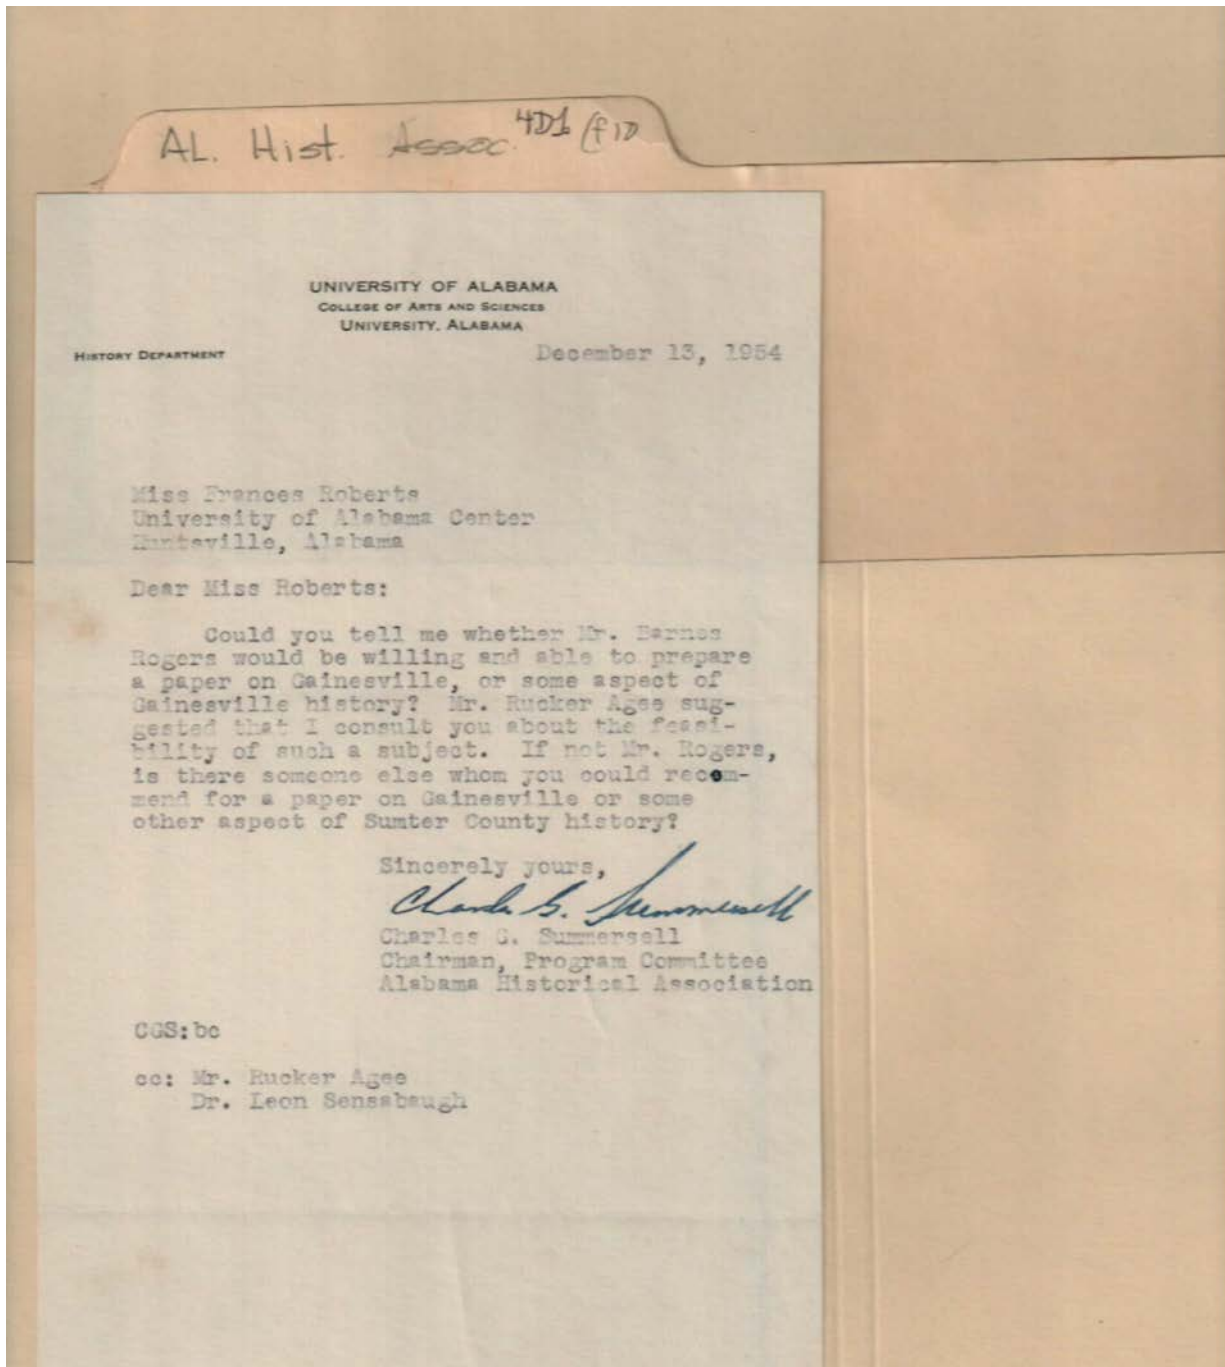 AL. Hist. Assoc. 4D1 (f10
UNIVERSITY OF ALABAMA
COLLEGE OF ARTS AND SCIENCES
UNIVERSITY, ALABAMA
HISTORY DEPARTMENT
December 13, 1954
Miss Frances Roberts
University of Alabama Center
Huntsville, Alabama
Dear Miss Roberts:
Could you tell me whether Mr. Barnes
Rogers would be willing and able to prepare
a paper on Gainesville, or some aspect of
Gainesville history? Mr. Rucker Agee sug-
gested that I consult you about the feasi-
bility of such a subject. If not Mr. Rogers,
is there someone else whom you could recom-
mend for a paper on Gainesville or some
other aspect of Sumter County history?
Sincerely yours,
Charles G. Summersell
Charles G. Summersell
Chairman, Program Committee
Alabama Historical Association
CGS:bc
cc: Mr. Rucker Agee
Dr. Leon Sensabaugh